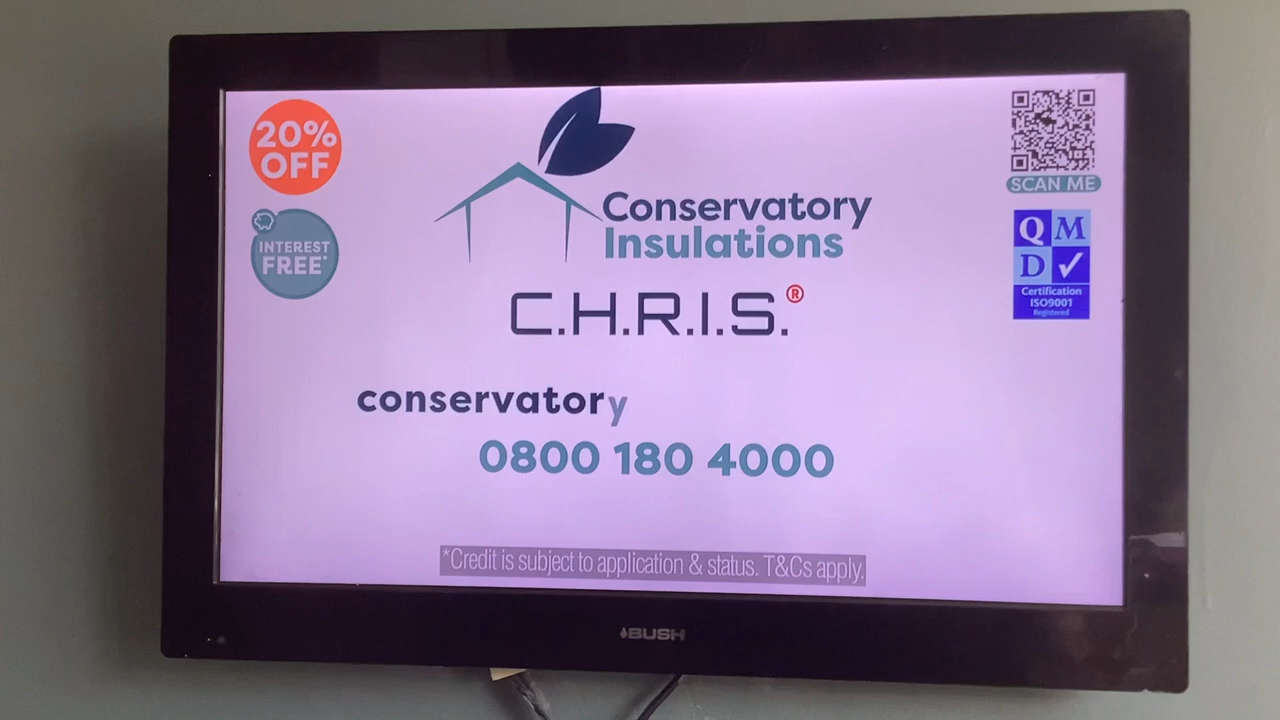 20%
OFF
INTEREST
FREE*
Conservatory
Insulations
C.H.R.I.S.®
conservatory
0800 180 4000
*Credit is subject to application & status. T&Cs apply.
SCAN ME
Q M
D ✓
Certification
ISO9001
Registered
BUSH